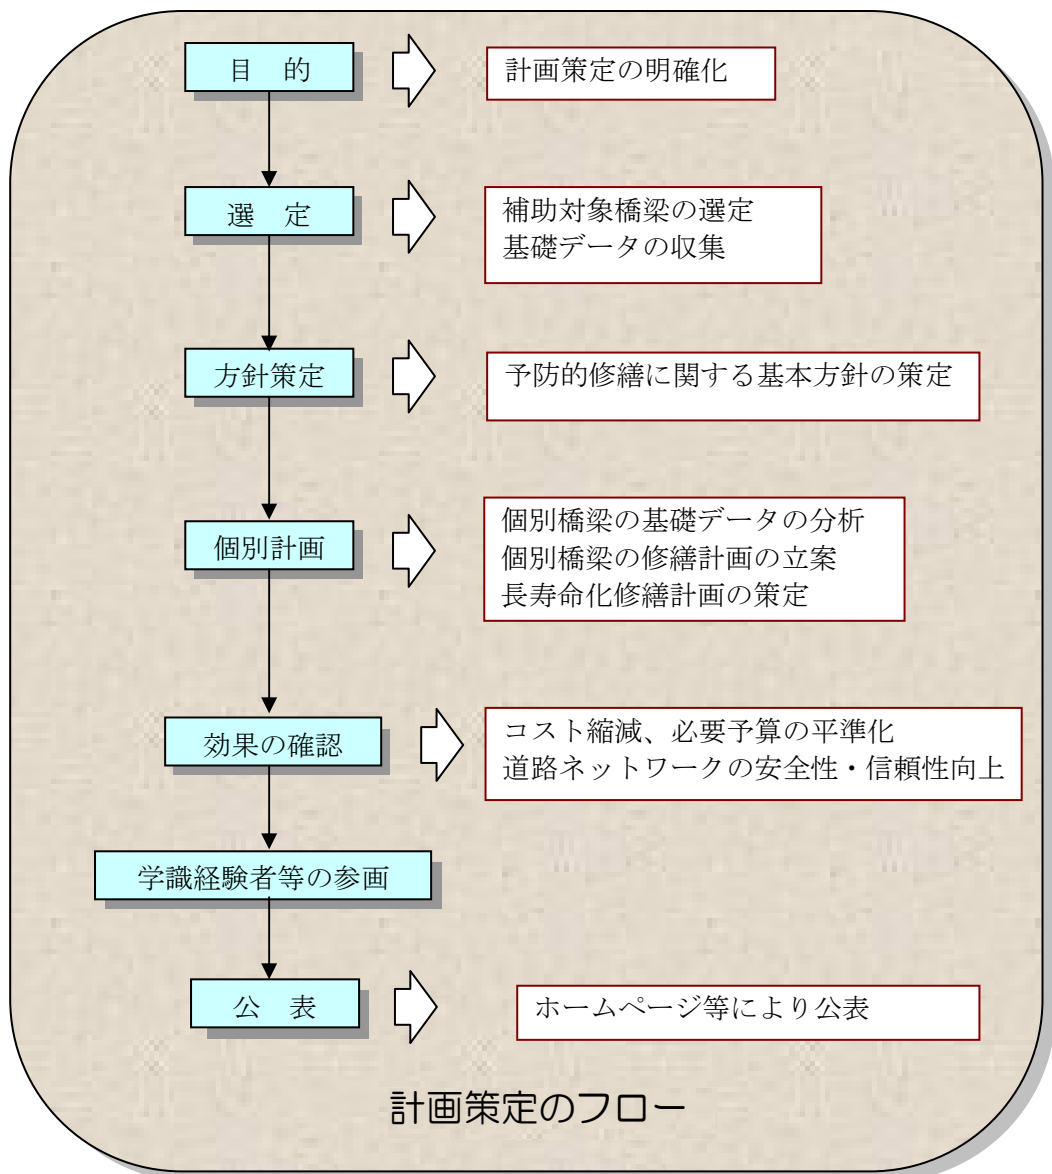 目　的
計画策定の明確化
選　定
補助対象橋梁の選定
基礎データの収集
方針策定
予防的修繕に関する基本方針の策定
個別計画
個別橋梁の基礎データの分析
個別橋梁の修繕計画の立案
長寿命化修繕計画の策定
効果の確認
コスト縮減、必要予算の平準化
道路ネットワークの安全性・信頼性向上
学識経験者等の参画
公　表
ホームページ等により公表
計画策定のフロー